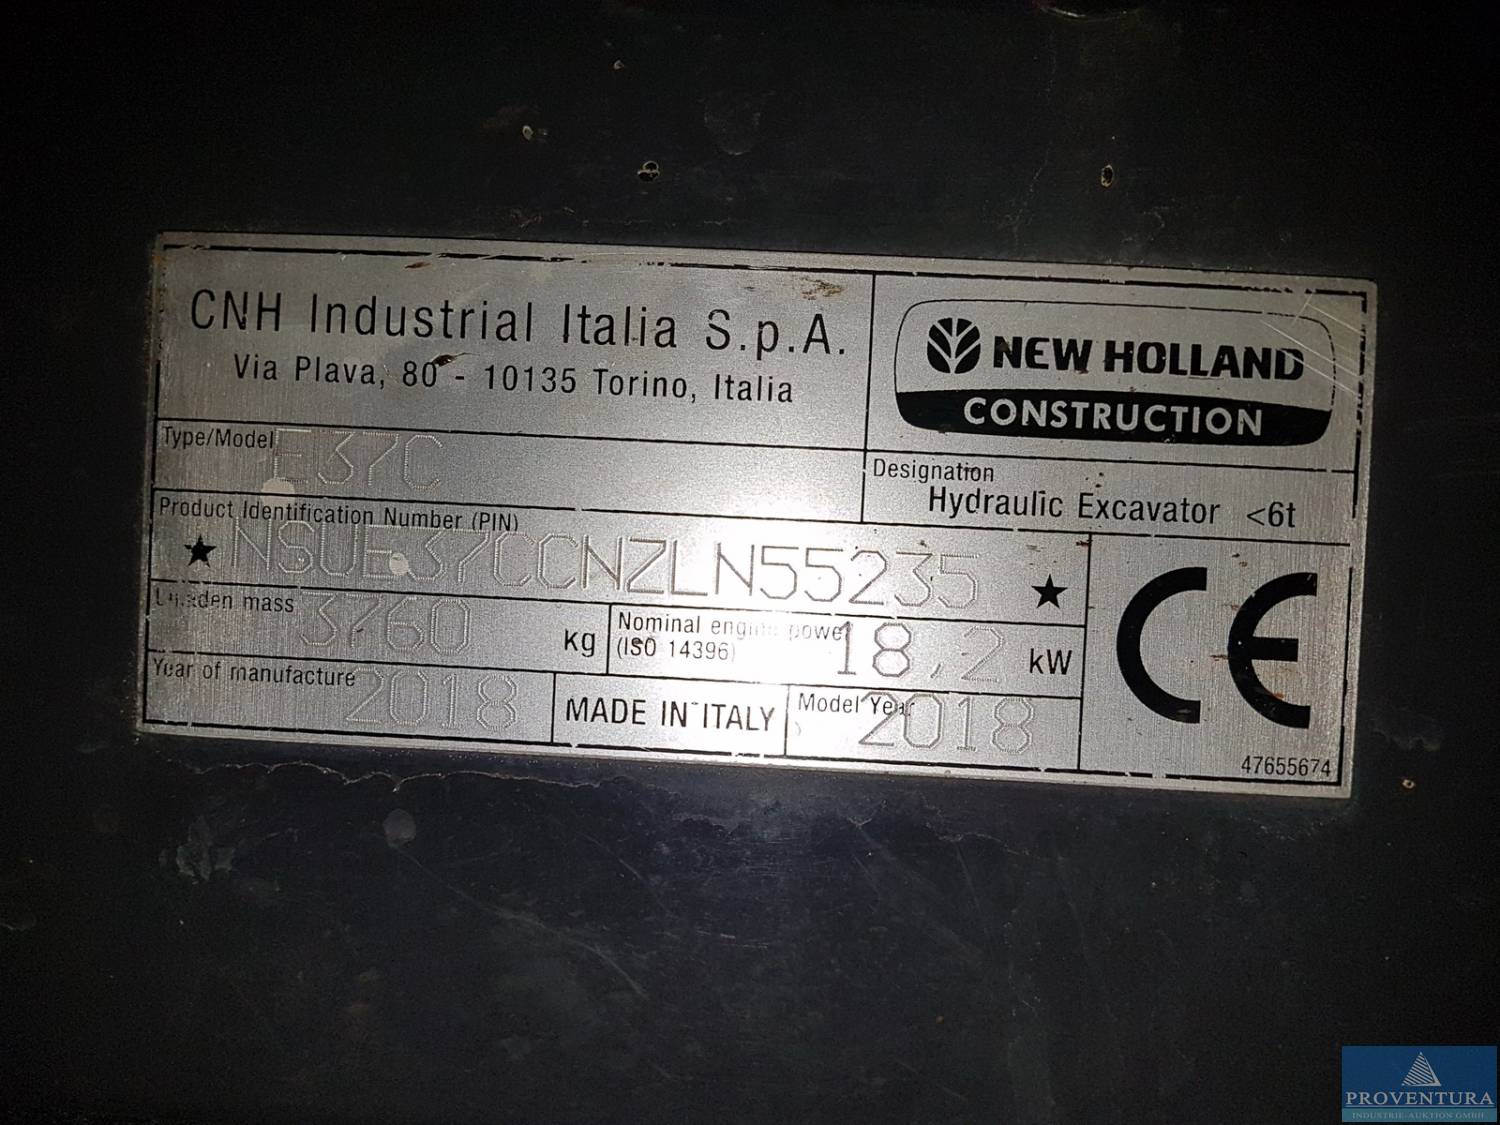 CNH Industrial Italia S.p.A.
Via Plava, 80 - 10135 Torino, Italia
NEW HOLLAND
CONSTRUCTION
Type/Model E37C
Designation
Hydraulic Excavator <6t
Product Identification Number (PIN)
★ NSUE37CCNZLN55235 ★
Unladen mass 3760 Kg
Nominal engine power
(ISO 14396) 18,2 kW
Year of manufacture 2018
MADE IN ITALY
Model Year 2018
CE
47655674
PROVENTURA
INDUSTRIE-AUKTION GMBH